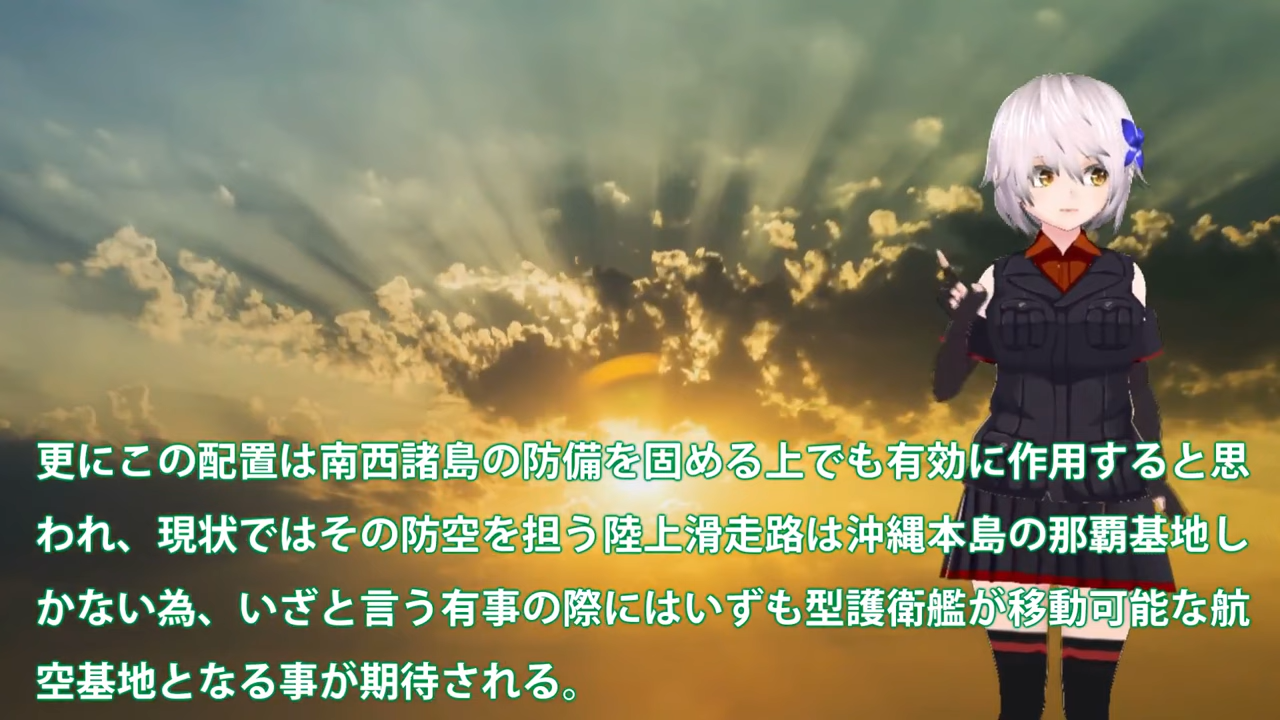 更にこの配置は南西諸島の防備を固める上でも有効に作用すると思
われ、現状ではその防空を担う陸上滑走路は沖縄本島の那覇基地し
かない為、いざと言う有事の際にはいずも型護衛艦が移動可能な航
空基地となる事が期待される。